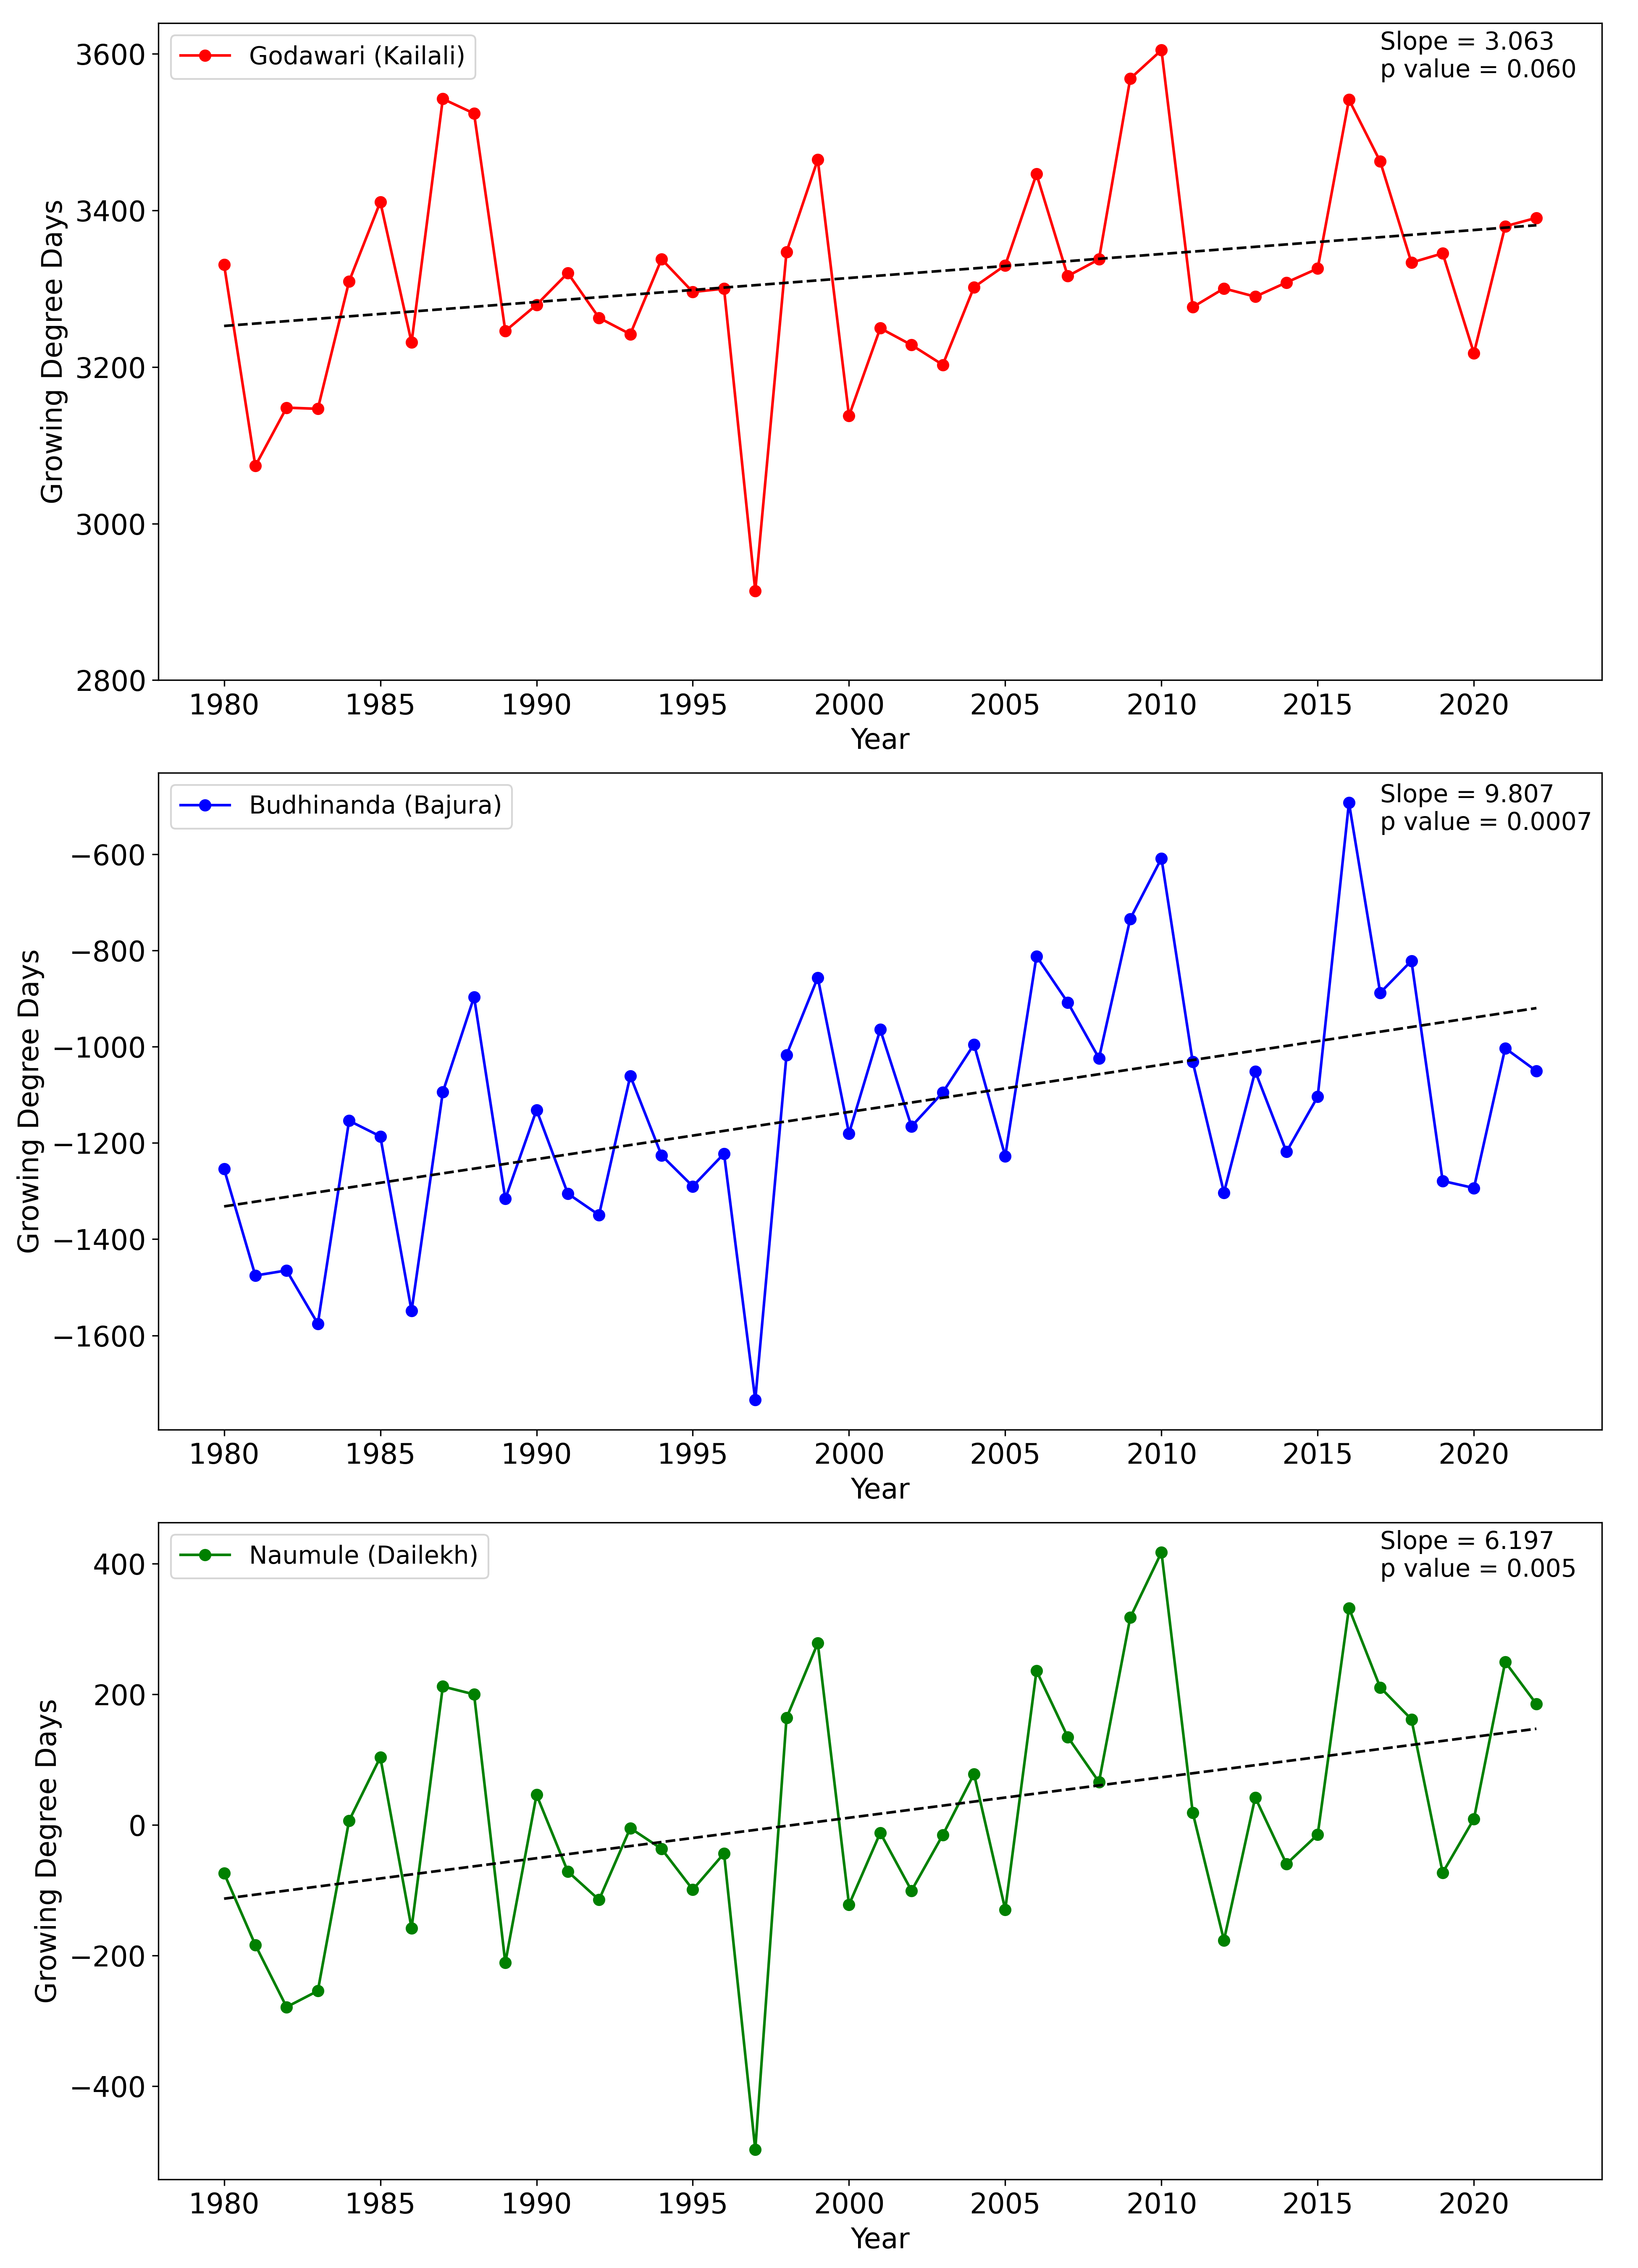 Godawari (Kailali)
Slope = 3.063
p value = 0.060
Growing Degree Days
3600
3400
3200
3000
2800
1980 1985 1990 1995 2000 2005 2010 2015 2020
Year
Budhinanda (Bajura)
Slope = 9.807
p value = 0.0007
Growing Degree Days
−600
−800
−1000
−1200
−1400
−1600
1980 1985 1990 1995 2000 2005 2010 2015 2020
Year
Naumule (Dailekh)
Slope = 6.197
p value = 0.005
Growing Degree Days
400
200
0
−200
−400
1980 1985 1990 1995 2000 2005 2010 2015 2020
Year